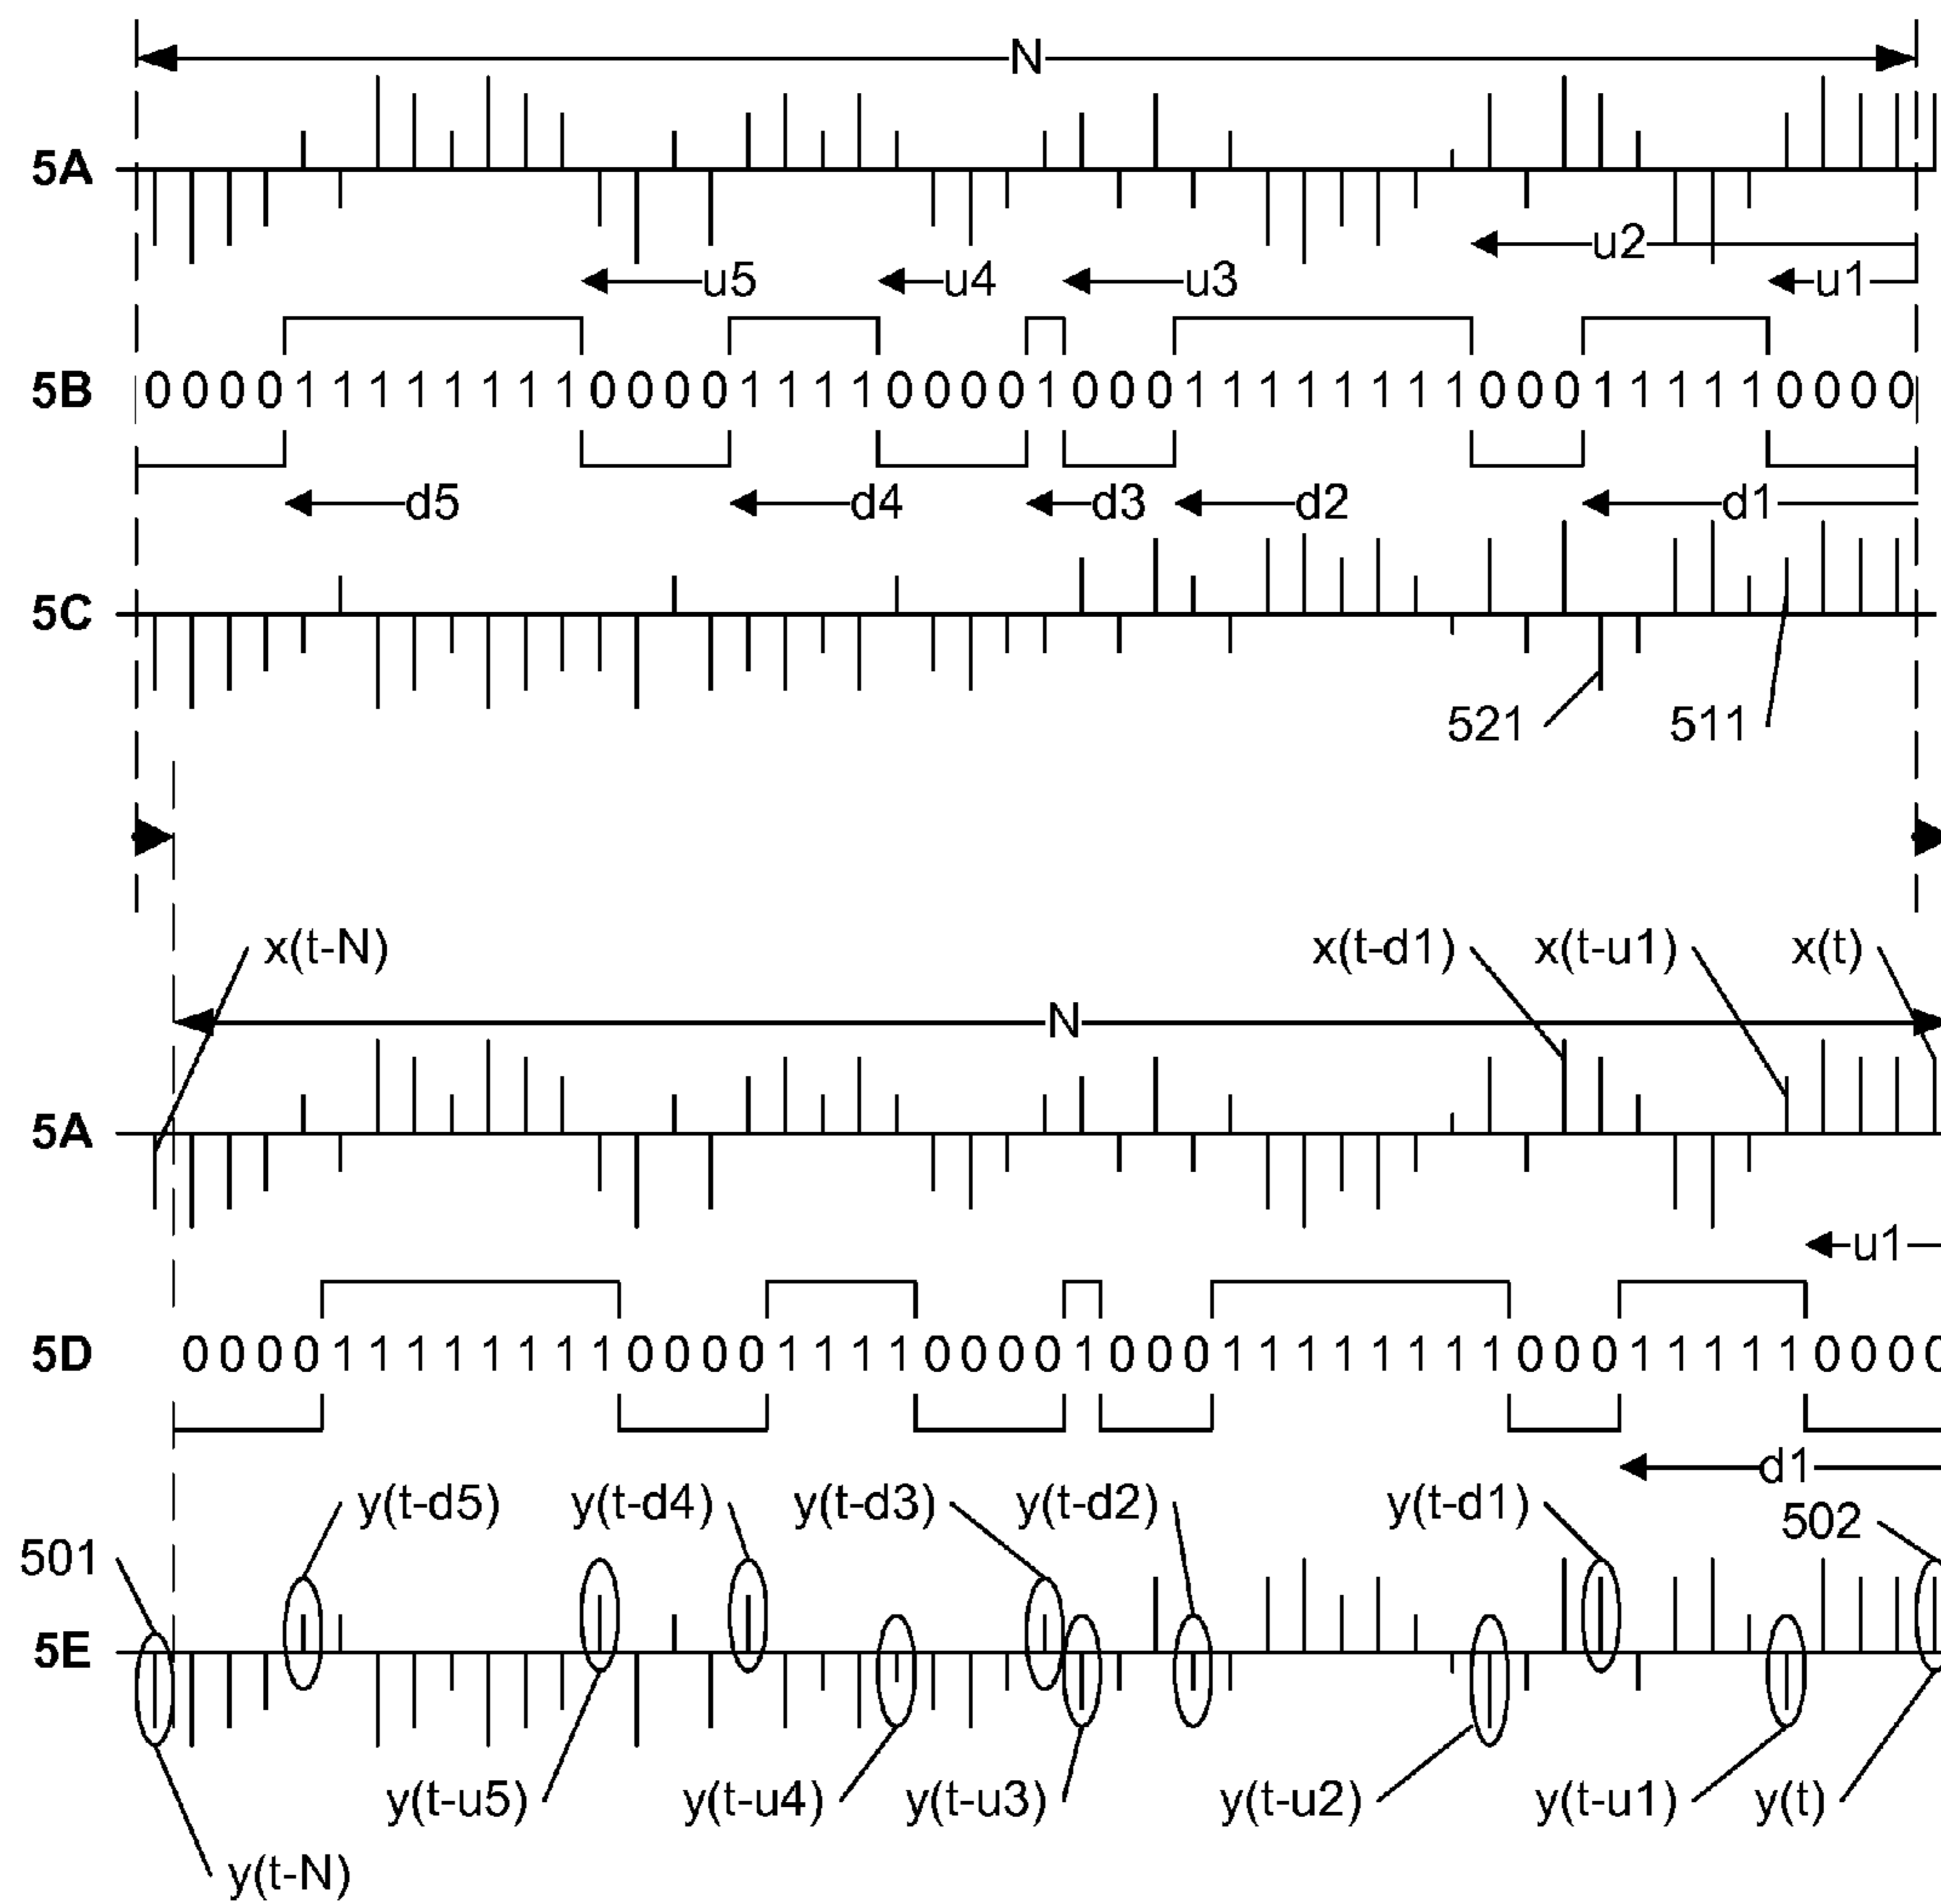 N
5A
u2
u5 u4 u3 u1
5B 0 0 0 0 1 1 1 1 1 1 1 1 0 0 0 0 1 1 1 1 0 0 0 0 1 0 0 0 1 1 1 1 1 1 1 1 0 0 0 1 1 1 1 1 0 0 0 0
d5 d4 d3 d2 d1
5C
521 511
x(t-N) x(t-d1) x(t-u1) x(t)
N
5A
u1
5D 0 0 0 0 1 1 1 1 1 1 1 1 0 0 0 0 1 1 1 1 0 0 0 0 1 0 0 0 1 1 1 1 1 1 1 1 0 0 0 1 1 1 1 1 0 0 0 0
d1
y(t-d5) y(t-d4) y(t-d3) y(t-d2) y(t-d1) 502
501
5E
y(t-u5) y(t-u4) y(t-u3) y(t-u2) y(t-u1) y(t)
y(t-N)